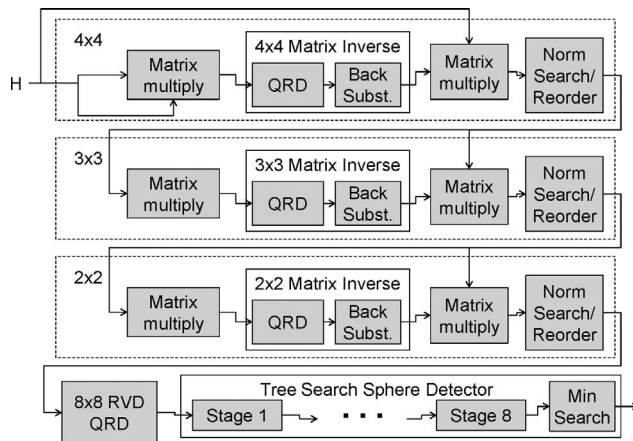 H
4x4
Matrix
multiply
4x4 Matrix Inverse
QRD
Back
Subst.
Matrix
multiply
Norm
Search/
Reorder
3x3
Matrix
multiply
3x3 Matrix Inverse
QRD
Back
Subst.
Matrix
multiply
Norm
Search/
Reorder
2x2
Matrix
multiply
2x2 Matrix Inverse
QRD
Back
Subst.
Matrix
multiply
Norm
Search/
Reorder
8x8 RVD
QRD
Tree Search Sphere Detector
Stage 1
Stage 8
Min
Search